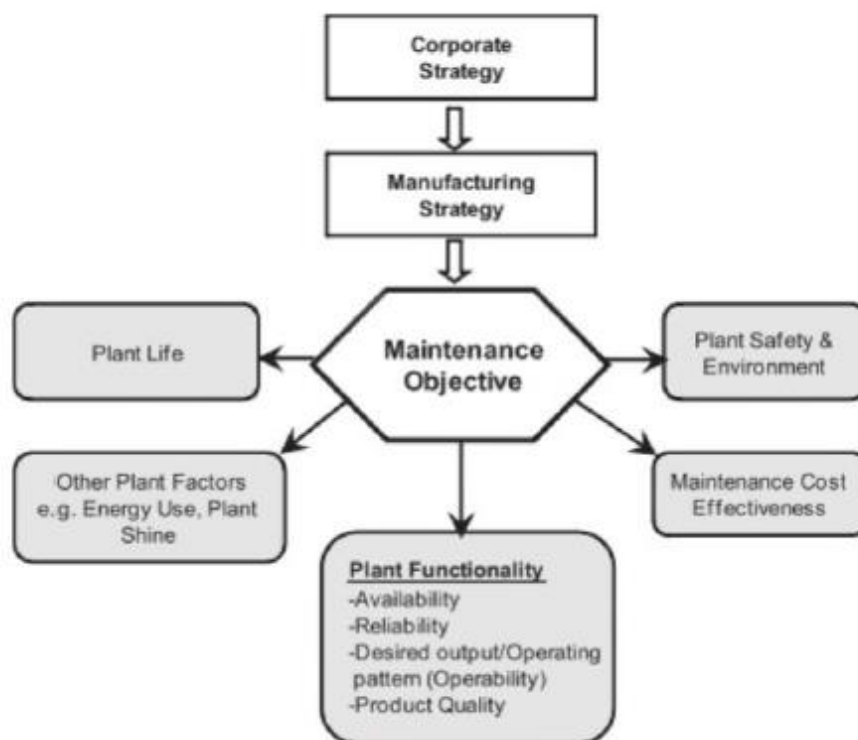 Corporate
Strategy
Manufacturing
Strategy
Maintenance
Objective
Plant Life
Plant Safety &
Environment
Other Plant Factors
e.g. Energy Use, Plant
Shine
Maintenance Cost
Effectiveness
Plant Functionality
-Availability
-Reliability
-Desired output/Operating
pattern (Operability)
-Product Quality